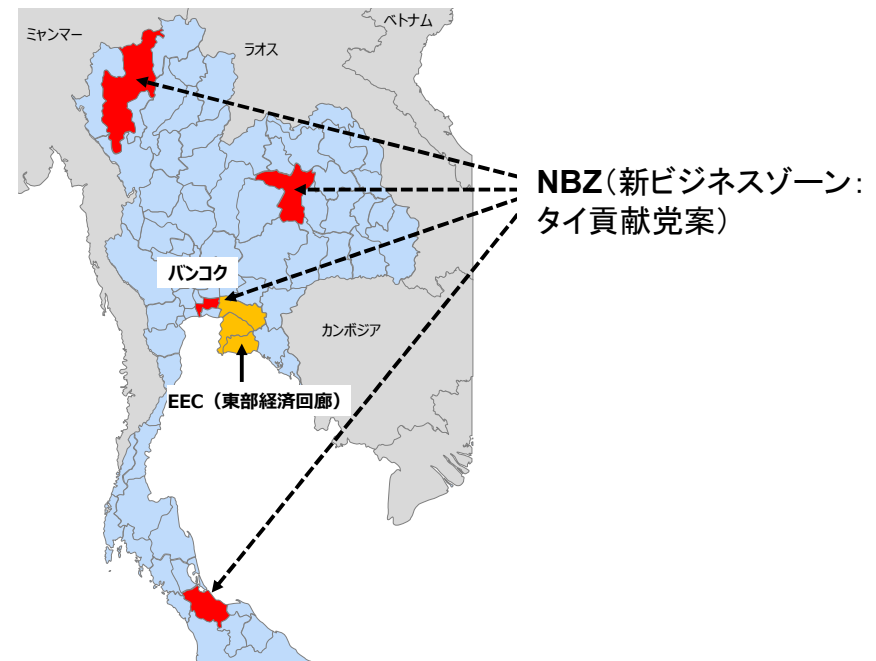 ベトナム
ミャンマー
ラオス
NBZ（新ビジネスゾーン：
タイ貢献党案）
バンコク
カンボジア
EEC（東部経済回廊）